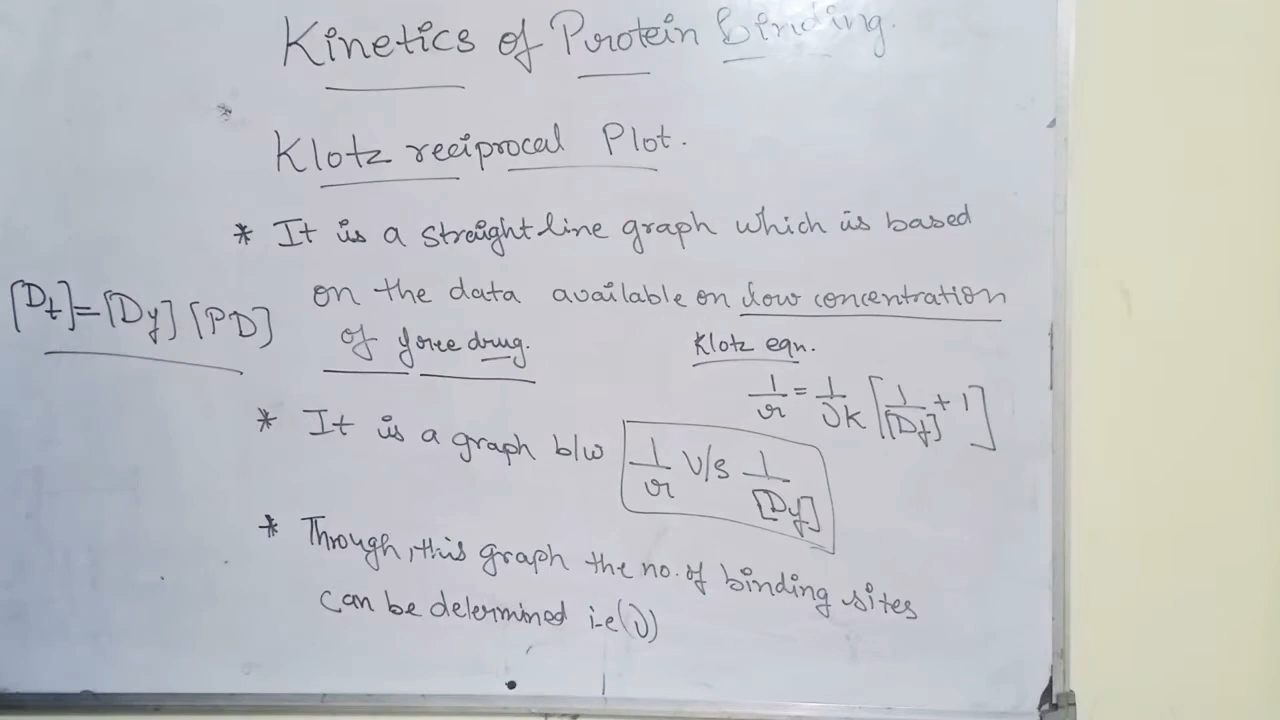 Kinetics of Protein Binding.
*
Klotz reciprocal Plot.
* It is a straight line graph which is based
on the data available on low concentration
of free drug.
[Dt]=[Df] [PD]
Klotz eqn.
1/r = 1/νK [1/[Df] + 1]
* It is a graph b/w 1/r V/s 1/[Df]
* Through, this graph the no. of binding sites
can be determined i-e(ν)